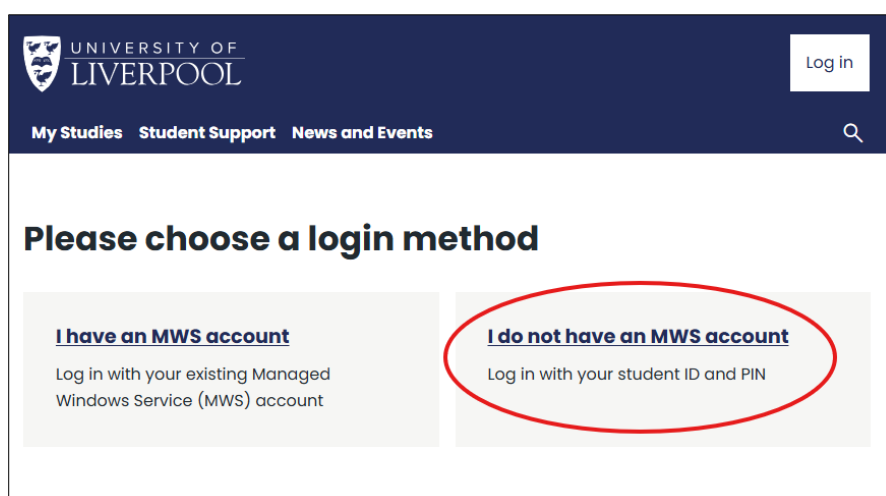 UNIVERSITY OF
LIVERPOOL
Log in
My Studies Student Support News and Events
Please choose a login method
I have an MWS account
Log in with your existing Managed
Windows Service (MWS) account
I do not have an MWS account
Log in with your student ID and PIN